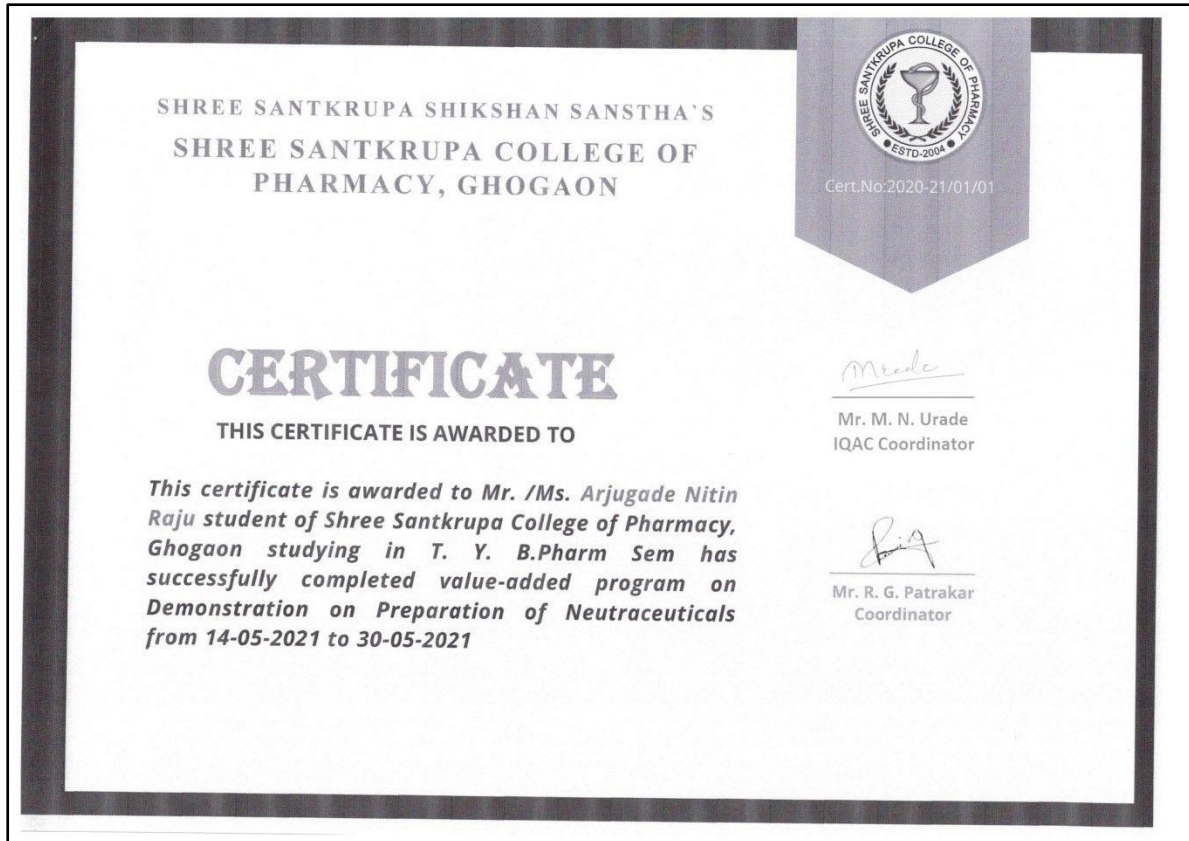 SHREE SANTKRUPA SHIKSHAN SANSTHA`S
SHREE SANTKRUPA COLLEGE OF
PHARMACY, GHOGAON
SHREE SANTKRUPA COLLEGE OF PHARMACY
ESTD-2004
Cert.No:2020-21/01/01
CERTIFICATE
THIS CERTIFICATE IS AWARDED TO
This certificate is awarded to Mr. /Ms. Arjugade Nitin
Raju student of Shree Santkrupa College of Pharmacy,
Ghogaon studying in T. Y. B.Pharm Sem has
successfully completed value-added program on
Demonstration on Preparation of Neutraceuticals
from 14-05-2021 to 30-05-2021
Mr. M. N. Urade
IQAC Coordinator
Mr. R. G. Patrakar
Coordinator